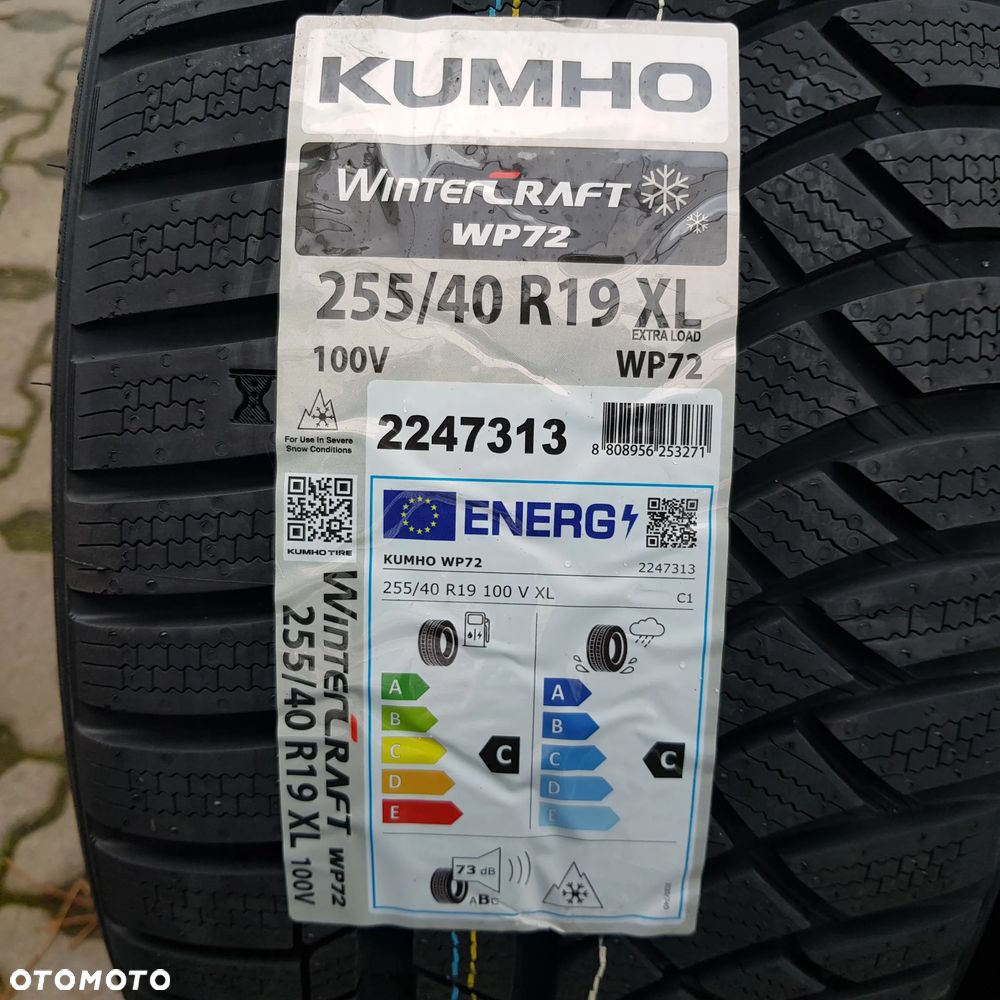 KUMHO
WINTERCRAFT
WP72
255/40 R19 XL
EXTRA LOAD
100V WP72
For Use In Severe
Snow Conditions
2247313
8 808956 253271
KUMHO TIRE
ENERG
KUMHO WP72 2247313
255/40 R19 100 V XL C1
A A
B B
C C C C
D D
E E
73 dB
ABC
WINTERCRAFT WP72
255/40 R19 XL 100V
OTOMOTO